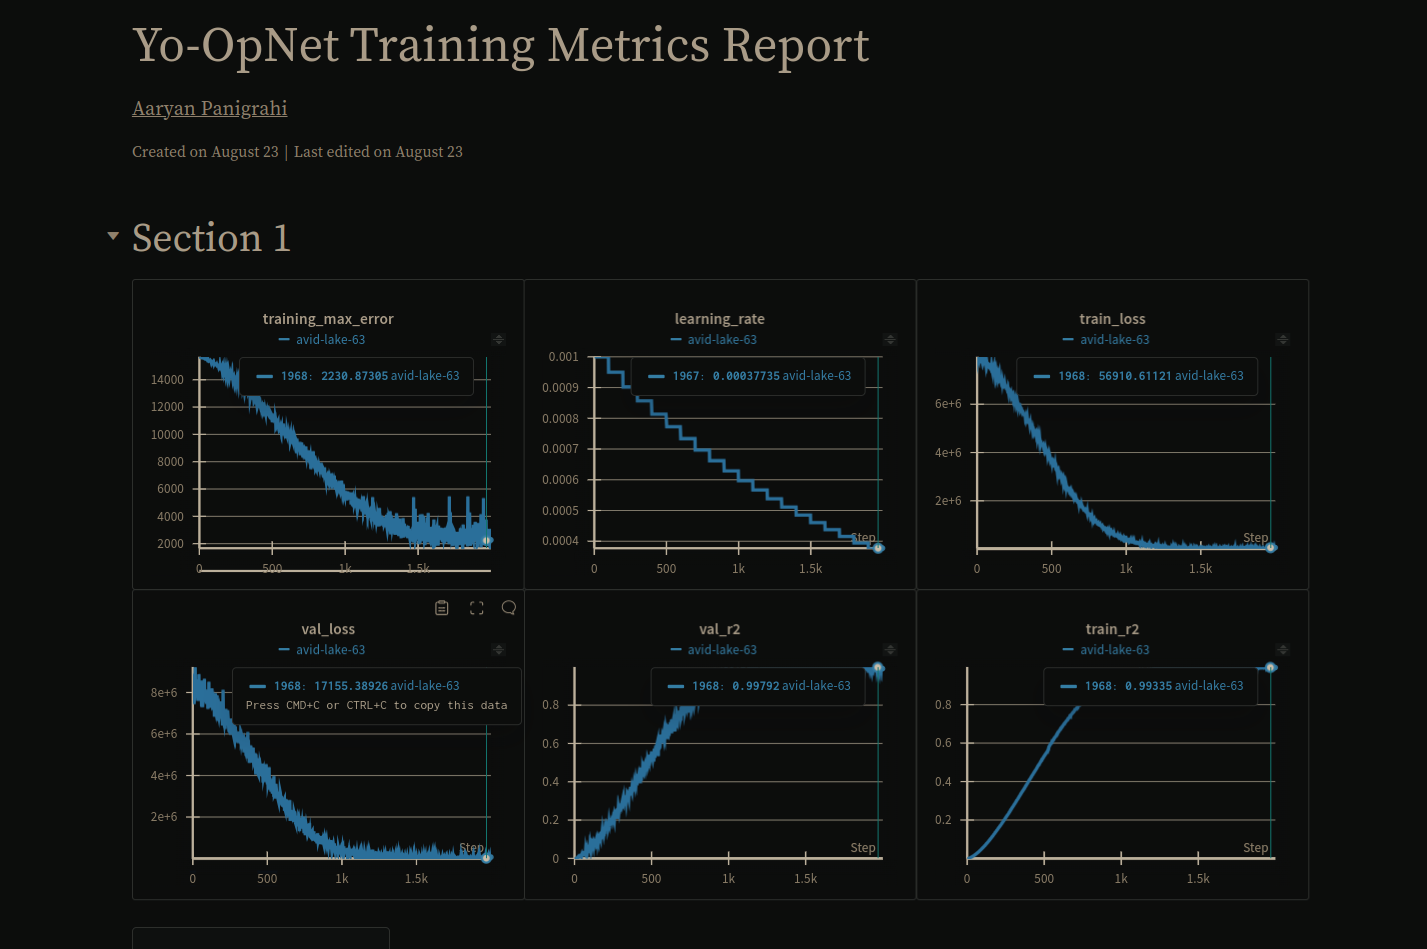 Yo-OpNet Training Metrics Report
Aaryan Panigrahi
Created on August 23 | Last edited on August 23
Section 1
training_max_error
avid-lake-63
1968: 2230.87305 avid-lake-63
14000
12000
10000
8000
6000
4000
2000
0 500 1k 1.5k
learning_rate
avid-lake-63
1967: 0.00037735 avid-lake-63
0.001
0.0009
0.0008
0.0007
0.0006
0.0005
0.0004
Step
0 500 1k 1.5k
train_loss
avid-lake-63
1968: 56910.61121 avid-lake-63
6e+6
4e+6
2e+6
Step
0 500 1k 1.5k
val_loss
avid-lake-63
1968: 17155.38926 avid-lake-63
Press CMD+C or CTRL+C to copy this data
8e+6
6e+6
4e+6
2e+6
Step
0 500 1k 1.5k
val_r2
avid-lake-63
1968: 0.99792 avid-lake-63
0.8
0.6
0.4
0.2
0
Step
0 500 1k 1.5k
train_r2
avid-lake-63
1968: 0.99335 avid-lake-63
0.8
0.6
0.4
0.2
Step
0 500 1k 1.5k